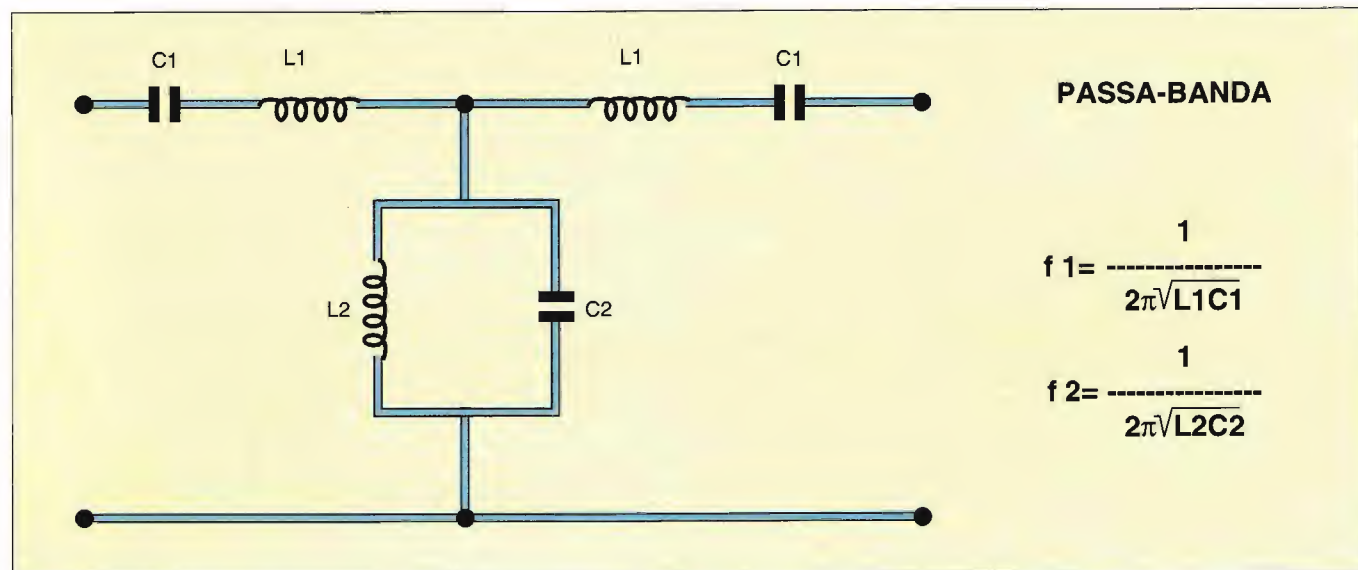 C1
L1
L1
C1
PASSA-BANDA
L2
C2
f 1= 1 / 2π√L1C1
f 2= 1 / 2π√L2C2